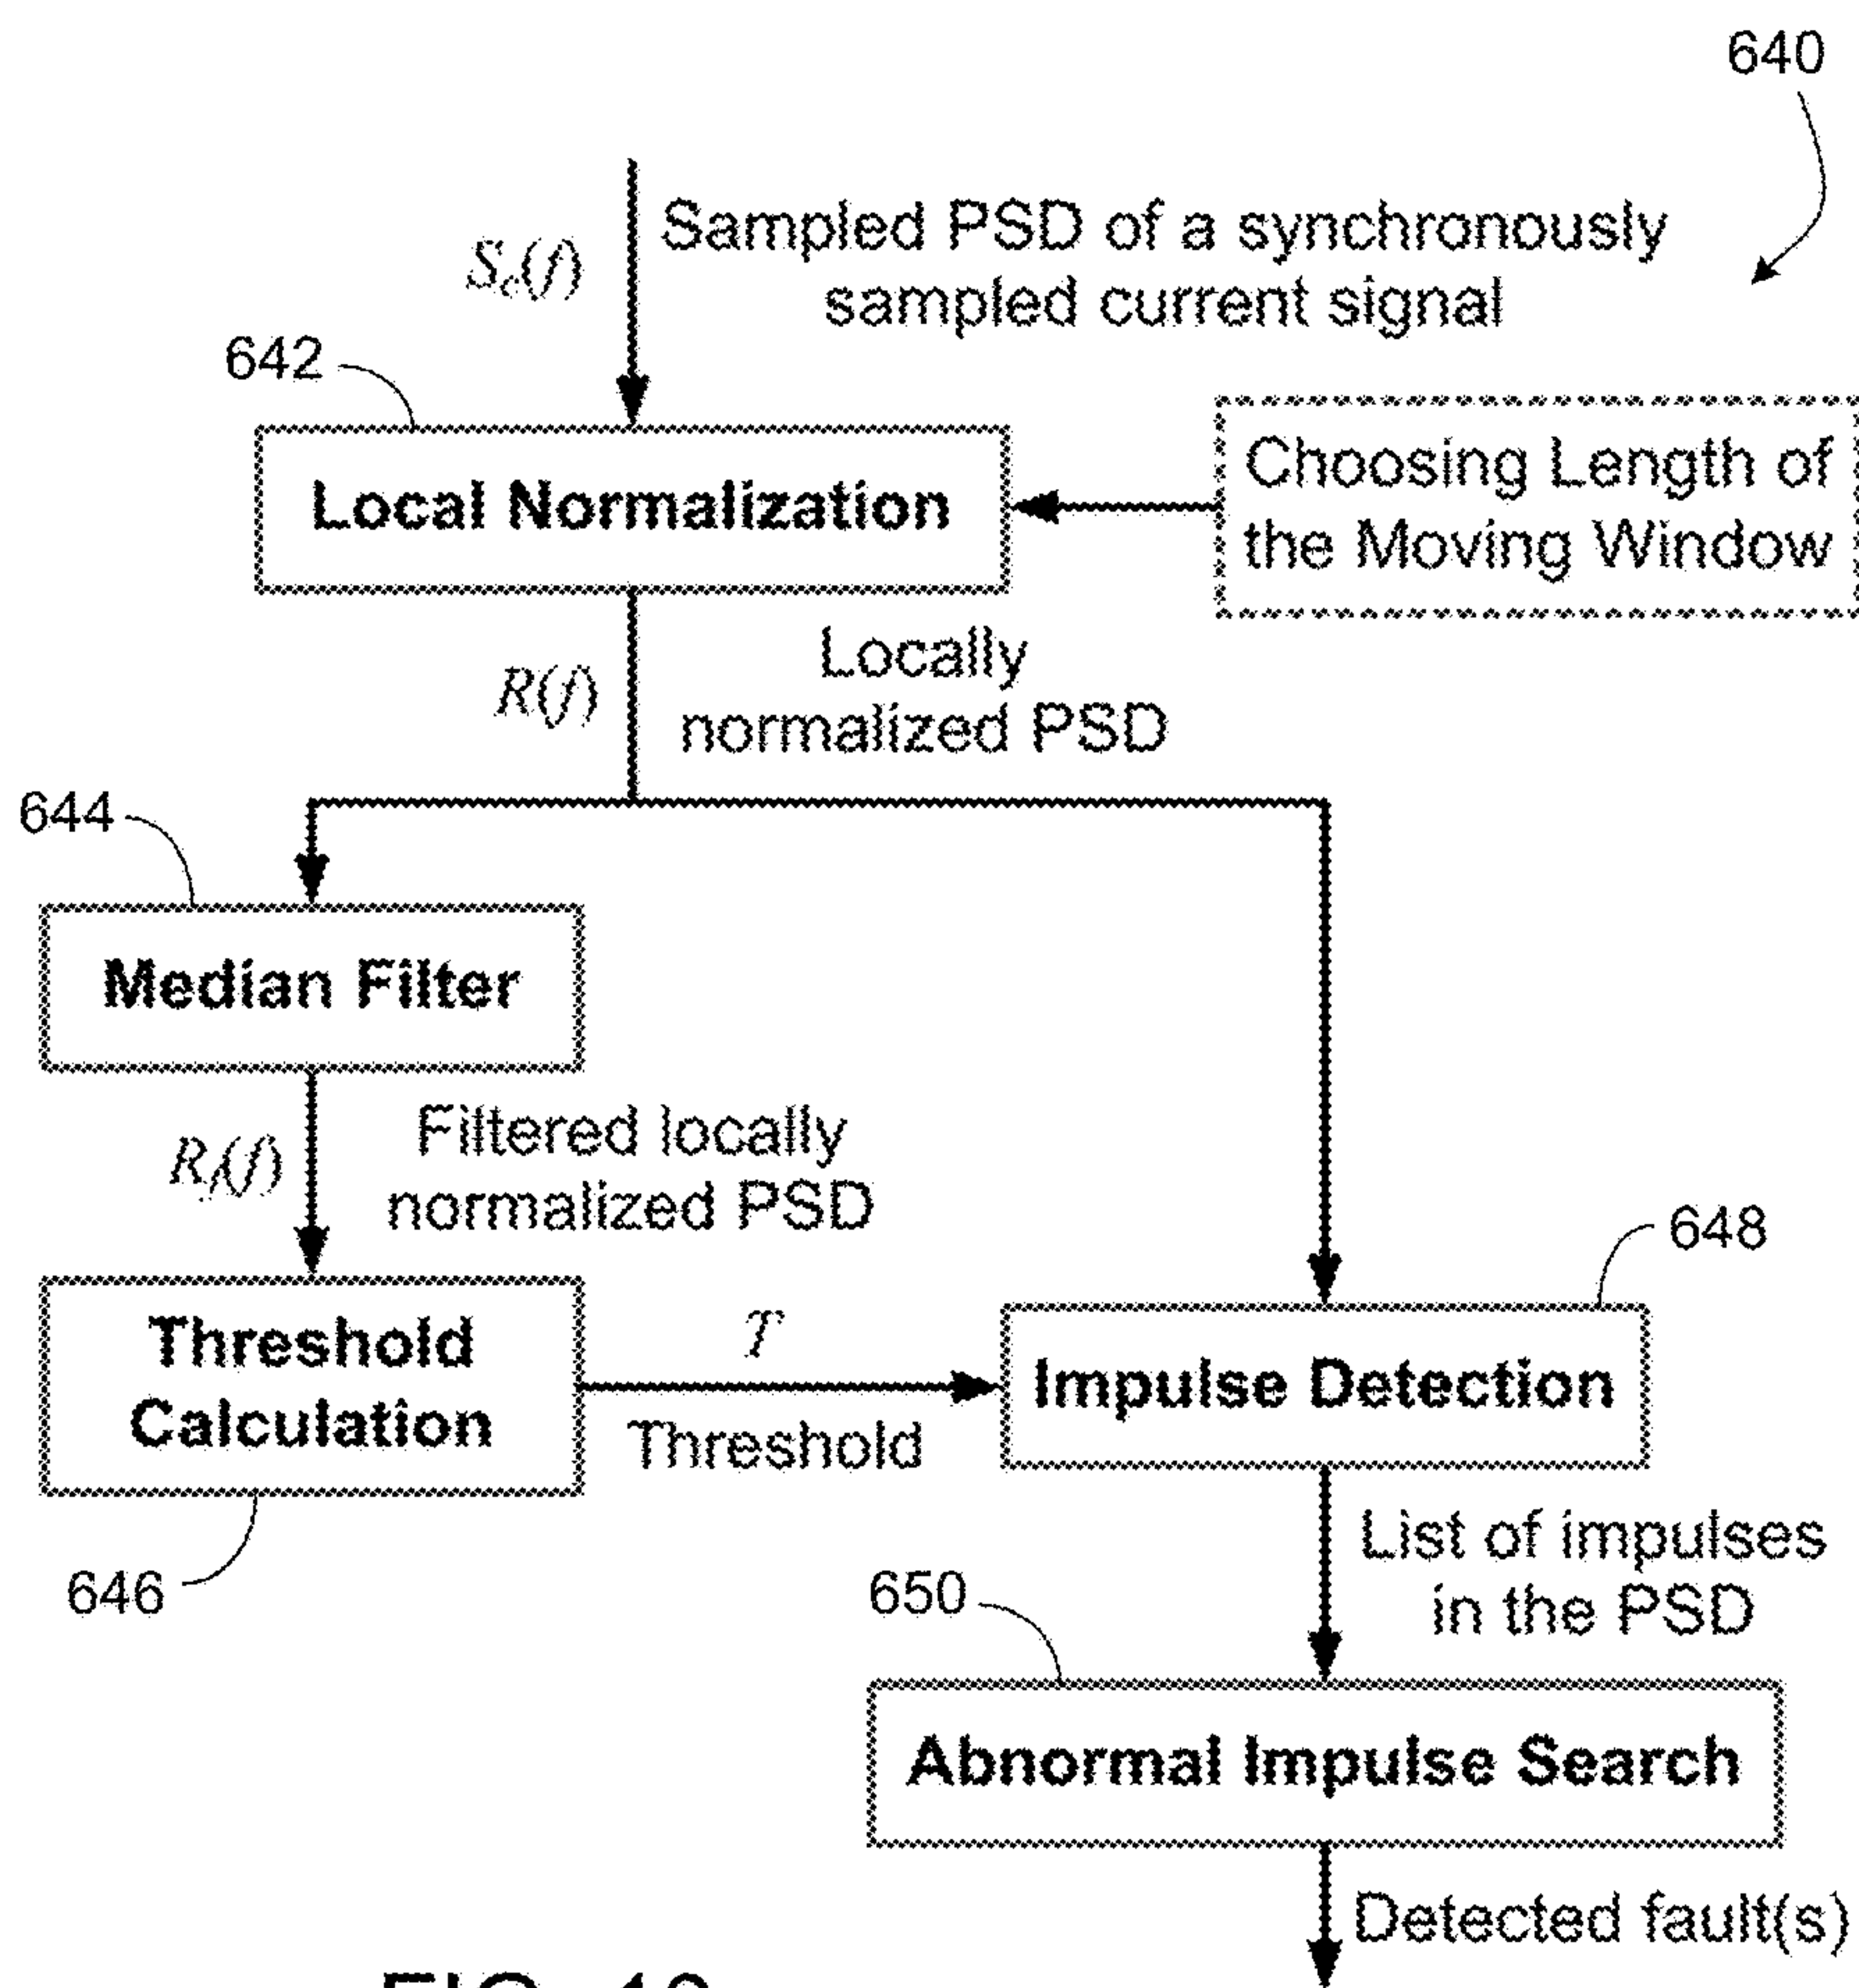 640
Sc(f)
Sampled PSD of a synchronously
sampled current signal
642
Local Normalization
Choosing Length of
the Moving Window
R(f)
Locally
normalized PSD
644
Median Filter
Rf(f)
Filtered locally
normalized PSD
648
Threshold
Calculation
T
Threshold
Impulse Detection
646
List of impulses
in the PSD
650
Abnormal Impulse Search
Detected fault(s)